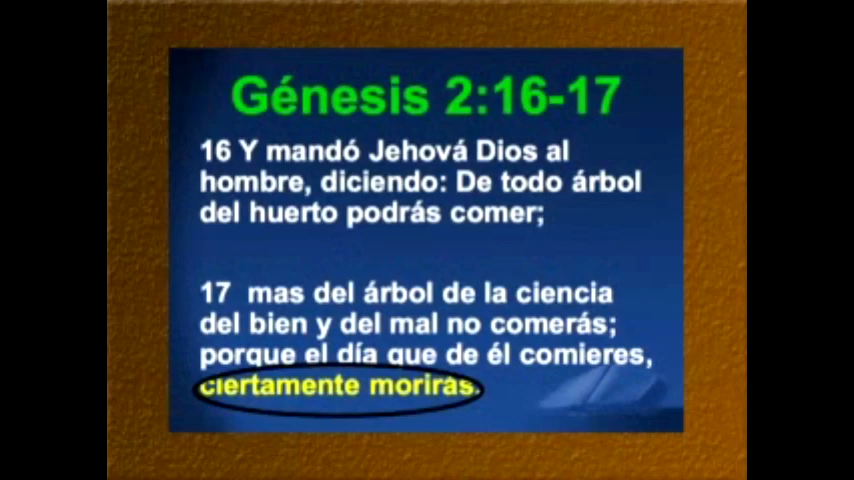 Génesis 2:16-17
16 Y mandó Jehová Dios al
hombre, diciendo: De todo árbol
del huerto podrás comer;
17 mas del árbol de la ciencia
del bien y del mal no comerás;
porque el día que de él comieres,
ciertamente morirás.